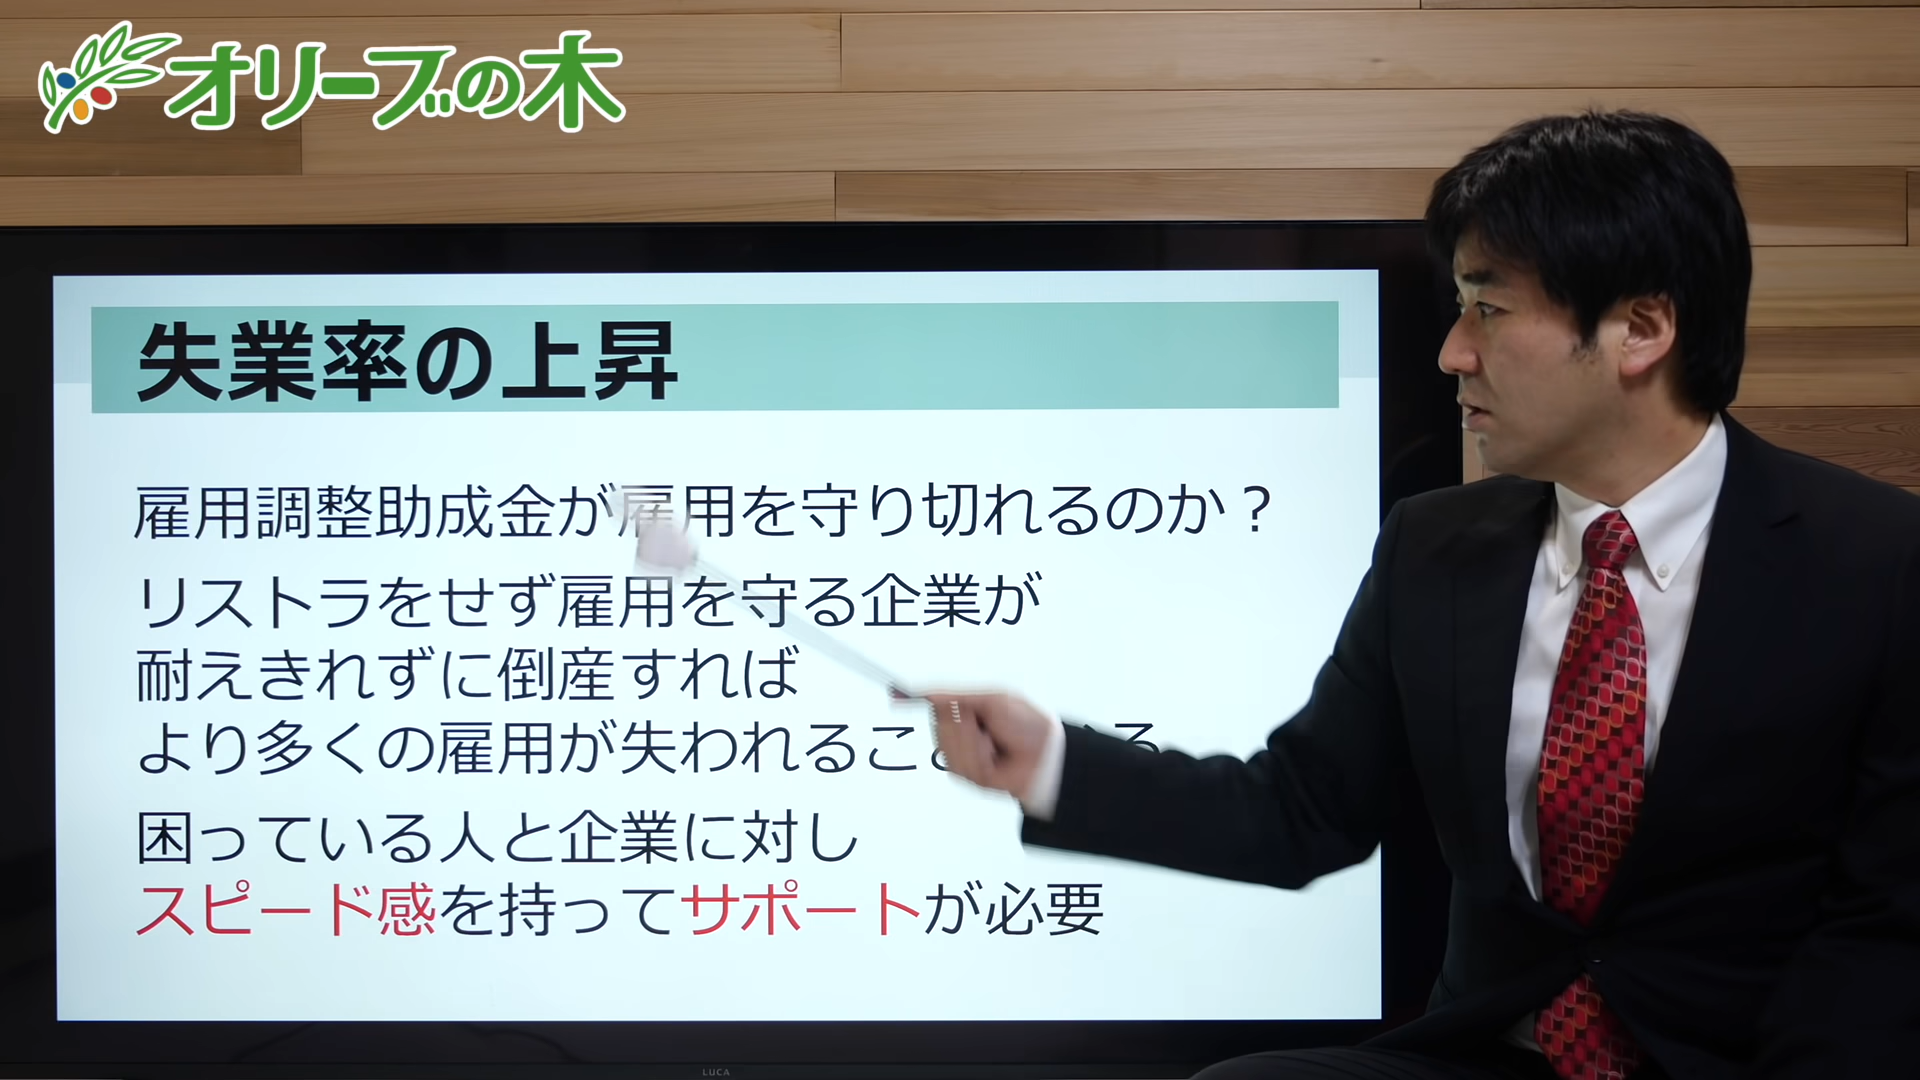 オリーブの木
失業率の上昇
雇用調整助成金が雇用を守り切れるのか？
リストラをせず雇用を守る企業が
耐えきれずに倒産すれば
より多くの雇用が失われるこ
困っている人と企業に対し
スピード感を持ってサポートが必要
LUCA